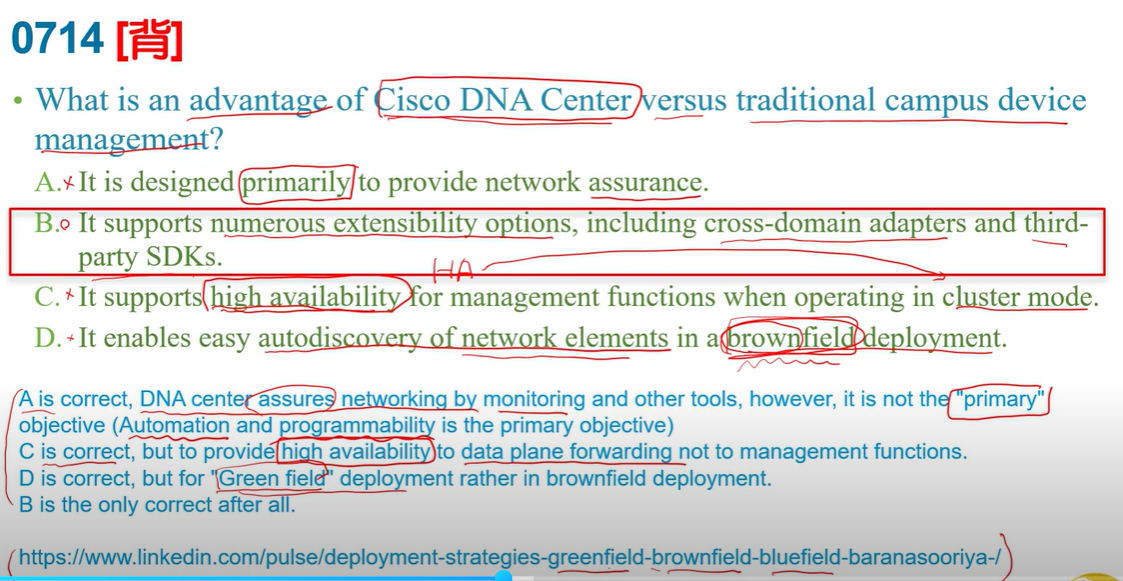 0714 [背]
• What is an advantage of Cisco DNA Center versus traditional campus device
management?
A. × It is designed primarily to provide network assurance.
B. o It supports numerous extensibility options, including cross-domain adapters and third-
party SDKs.
HA
C. × It supports high availability for management functions when operating in cluster mode.
D. × It enables easy autodiscovery of network elements in a brownfield deployment.
A is correct, DNA center assures networking by monitoring and other tools, however, it is not the "primary"
objective (Automation and programmability is the primary objective)
C is correct, but to provide high availability to data plane forwarding not to management functions.
D is correct, but for "Green field" deployment rather in brownfield deployment.
B is the only correct after all.
https://www.linkedin.com/pulse/deployment-strategies-greenfield-brownfield-bluefield-baranasooriya-/